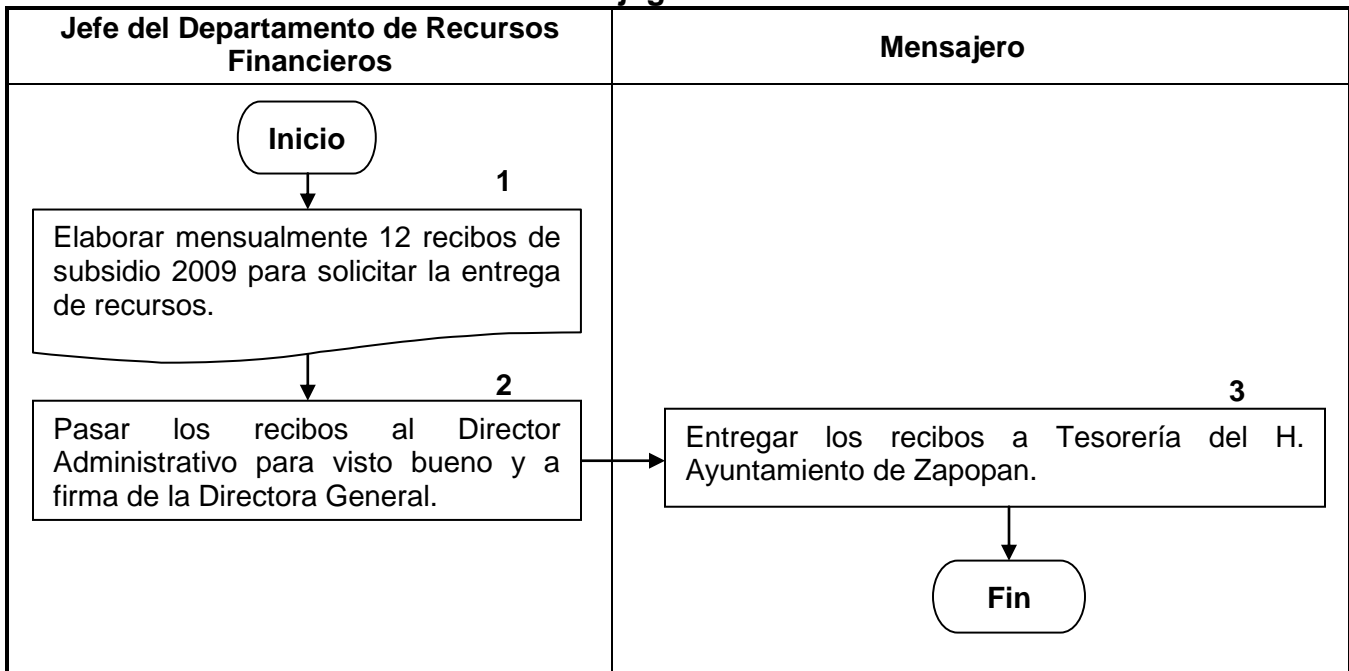 Jefe del Departamento de Recursos
Financieros
Mensajero
Inicio
1
Elaborar mensualmente 12 recibos de
subsidio 2009 para solicitar la entrega
de recursos.
2
Pasar los recibos al Director
Administrativo para visto bueno y a
firma de la Directora General.
3
Entregar los recibos a Tesorería del H.
Ayuntamiento de Zapopan.
Fin